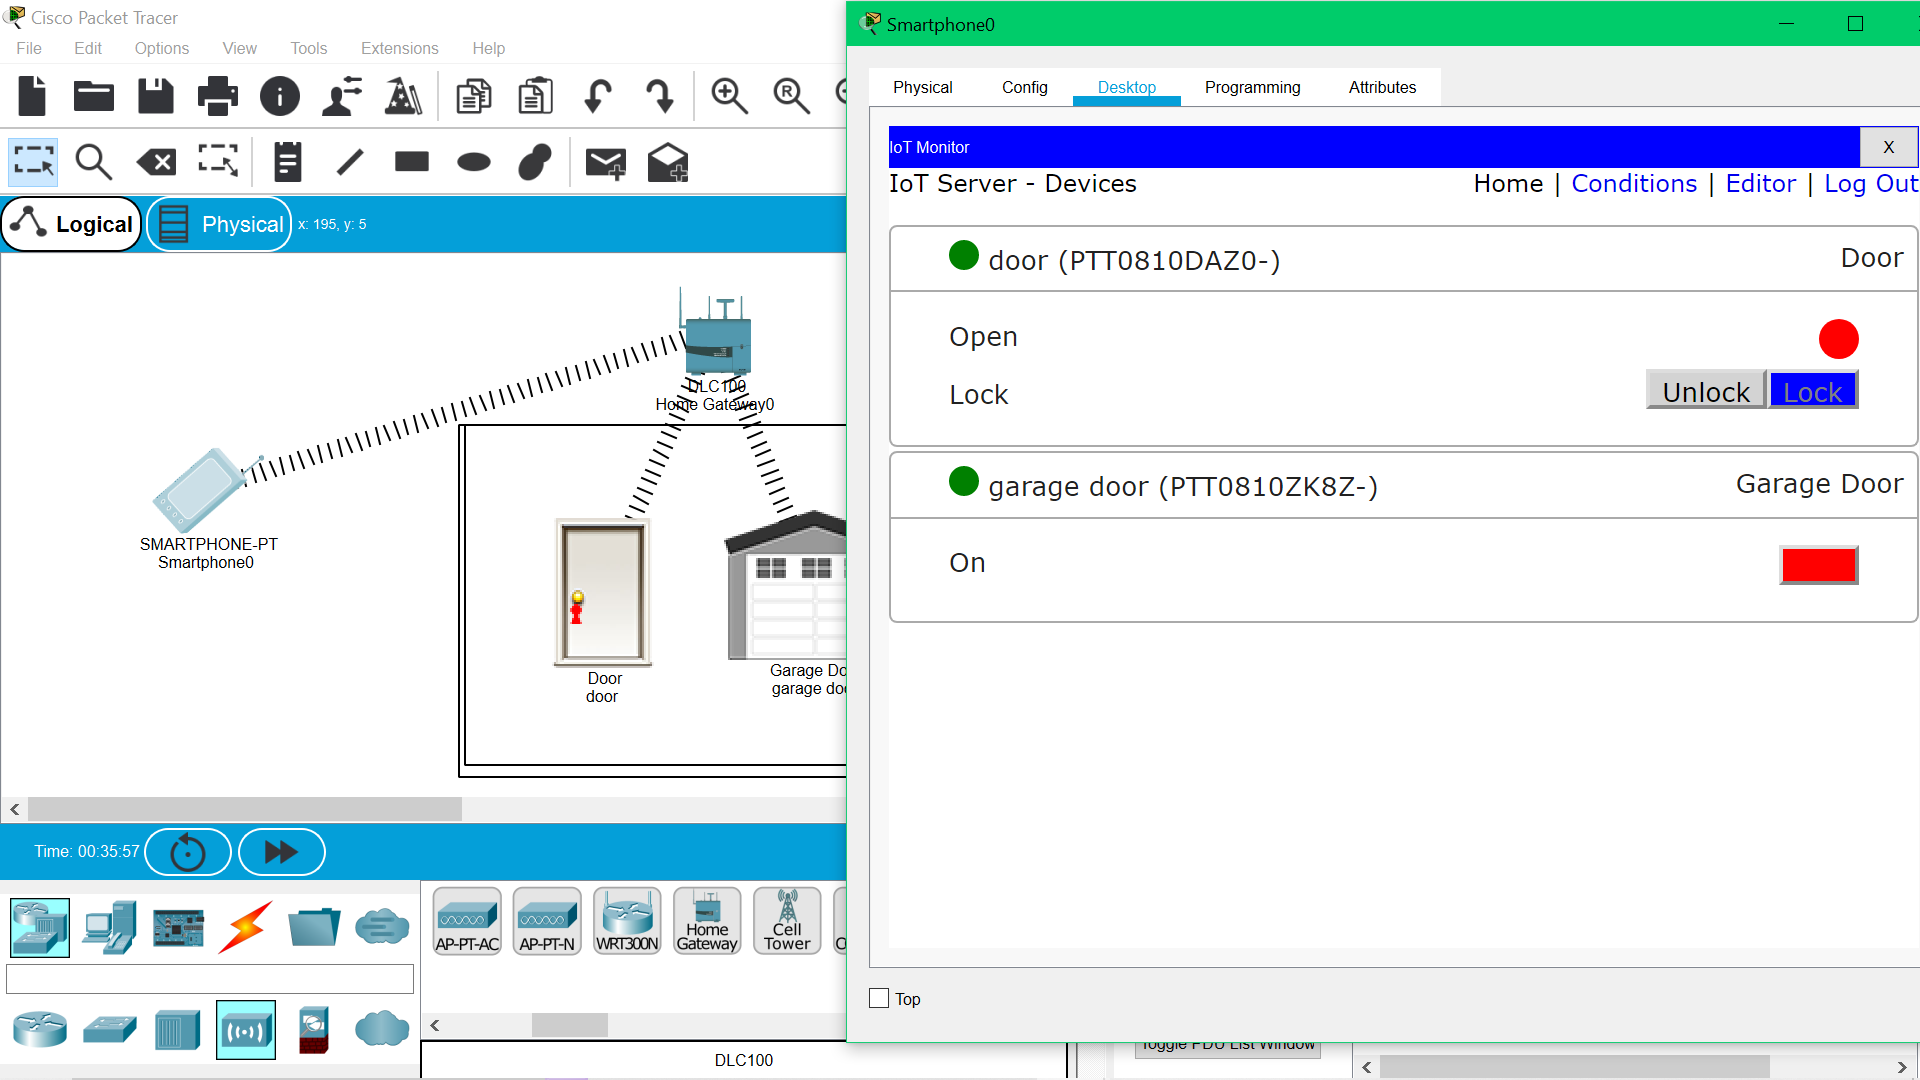 Cisco Packet Tracer
File Edit Options View Tools Extensions Help
Logical Physical x: 195, y: 5
DLC100
Home Gateway0
SMARTPHONE-PT
Smartphone0
Door
door
Garage Do
garage doo
Time: 00:35:57
AP-PT-AC
AP-PT-N
WRT300N
Home
Gateway
Cell
Tower
DLC100
Smartphone0
Physical Config Desktop Programming Attributes
IoT Monitor X
IoT Server - Devices Home | Conditions | Editor | Log Out
door (PTT0810DAZ0-) Door
Open
Lock Unlock Lock
garage door (PTT0810ZK8Z-) Garage Door
On
Top
Toggle PDU List Window